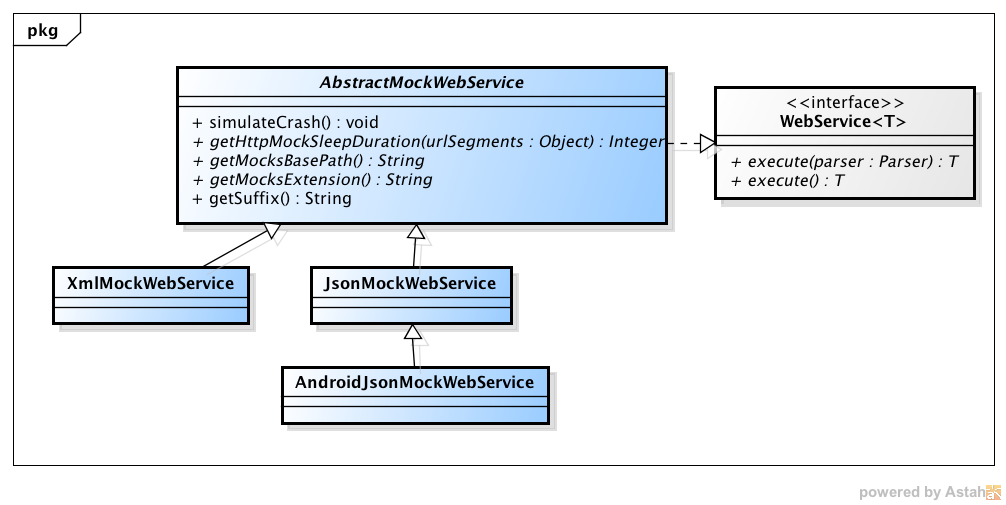 pkg
AbstractMockWebService
+ simulateCrash() : void
+ getHttpMockSleepDuration(urlSegments : Object) : Integer
+ getMocksBasePath() : String
+ getMocksExtension() : String
+ getSuffix() : String
<<interface>>
WebService<T>
+ execute(parser : Parser) : T
+ execute() : T
XmlMockWebService
JsonMockWebService
AndroidJsonMockWebService
powered by Astah